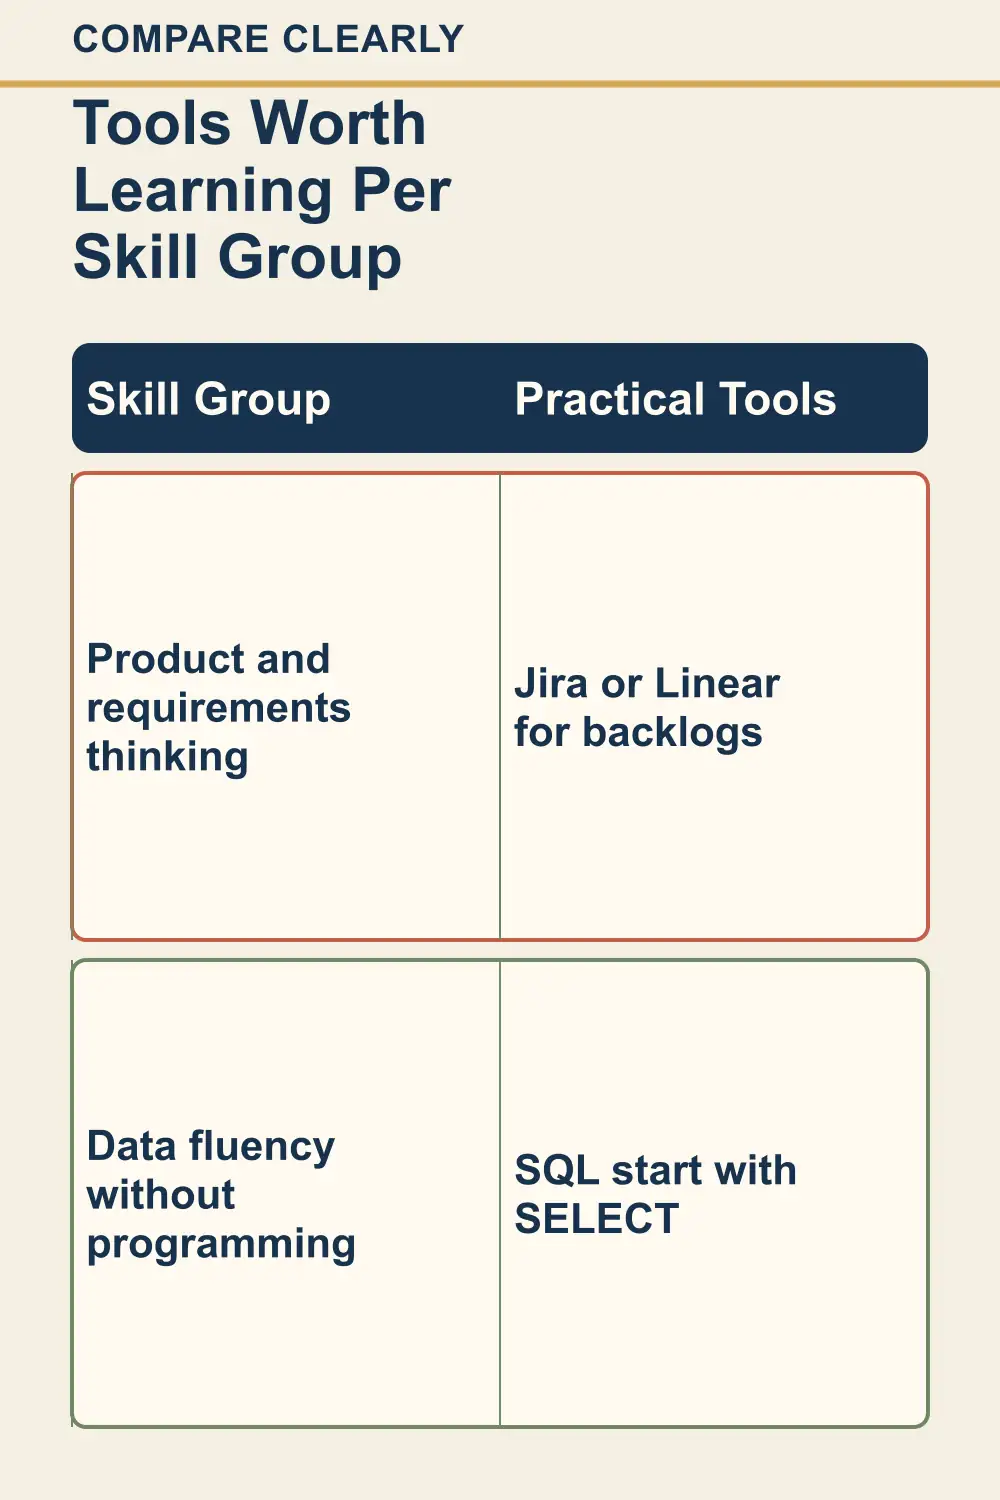 COMPARE CLEARLY
Tools Worth
Learning Per
Skill Group
Skill Group
Practical Tools
Product and
requirements
thinking
Jira or Linear
for backlogs
Data fluency
without
programming
SQL start with
SELECT